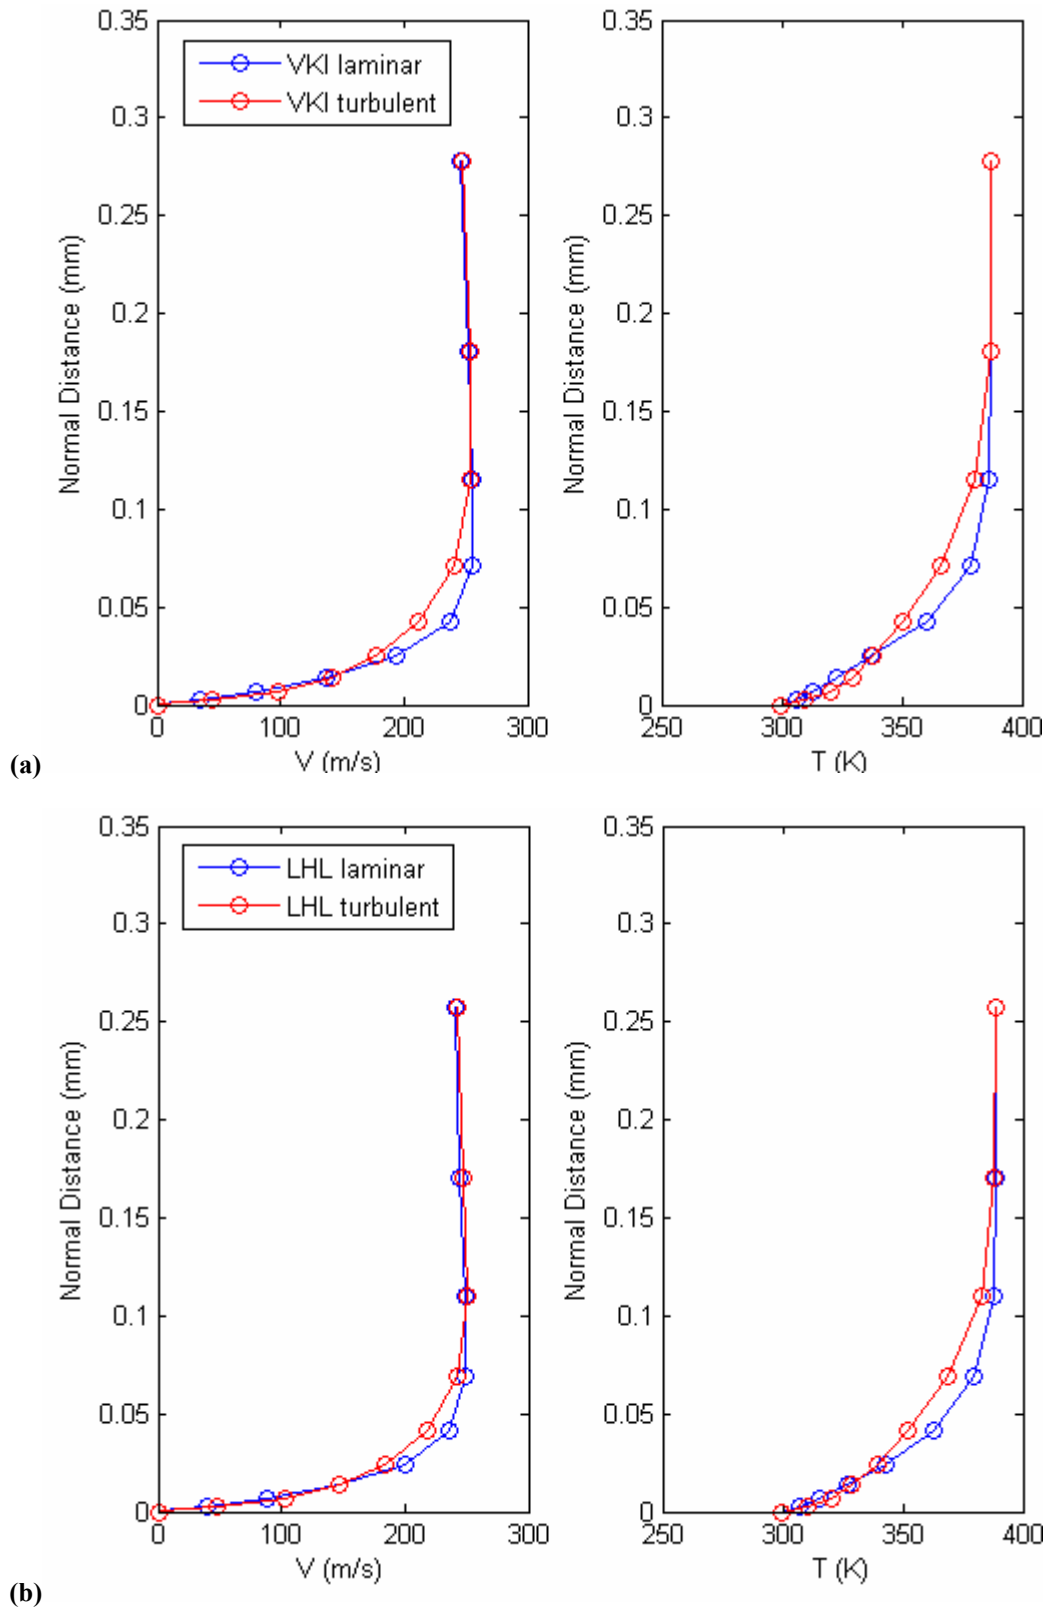 0.35
0.3
0.25
0.2
0.15
0.1
0.05
0
Normal Distance (mm)
VKI laminar
VKI turbulent
0 100 200 300
V (m/s)
0.35
0.3
0.25
0.2
0.15
0.1
0.05
0
Normal Distance (mm)
250 300 350 400
T (K)
(a)
0.35
0.3
0.25
0.2
0.15
0.1
0.05
0
Normal Distance (mm)
LHL laminar
LHL turbulent
0 100 200 300
V (m/s)
0.35
0.3
0.25
0.2
0.15
0.1
0.05
0
Normal Distance (mm)
250 300 350 400
T (K)
(b)